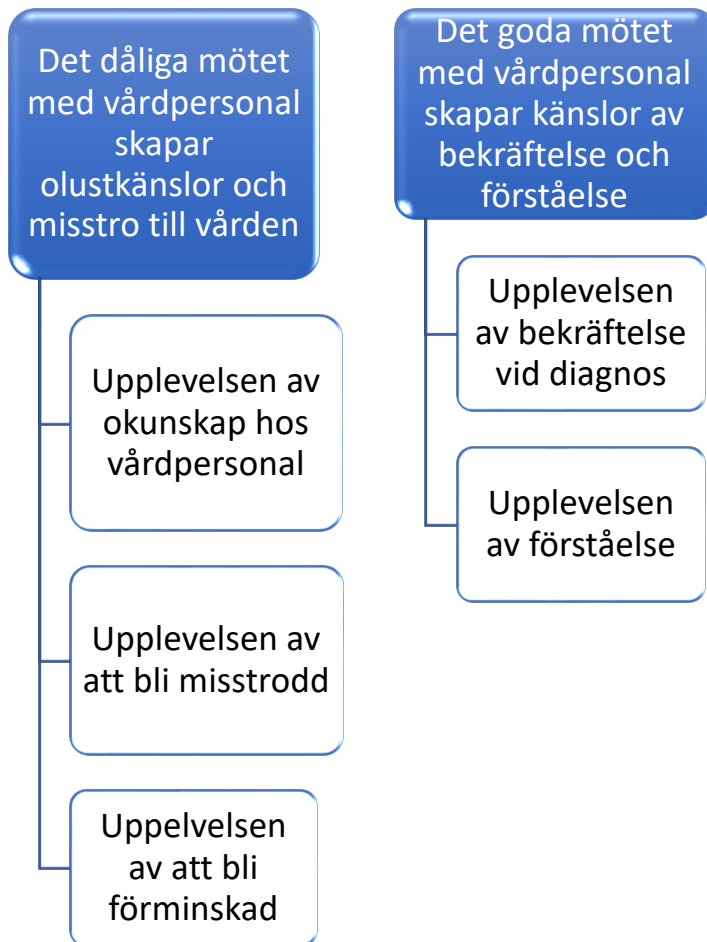 Det dåliga mötet
med vårdpersonal
skapar
olustkänslor och
misstro till vården
Upplevelsen av
okunskap hos
vårdpersonal
Upplevelsen av
att bli misstrodd
Uppelvelsen
av att bli
förminskad
Det goda mötet
med vårdpersonal
skapar känslor av
bekräftelse och
förståelse
Upplevelsen
av bekräftelse
vid diagnos
Upplevelsen
av förståelse